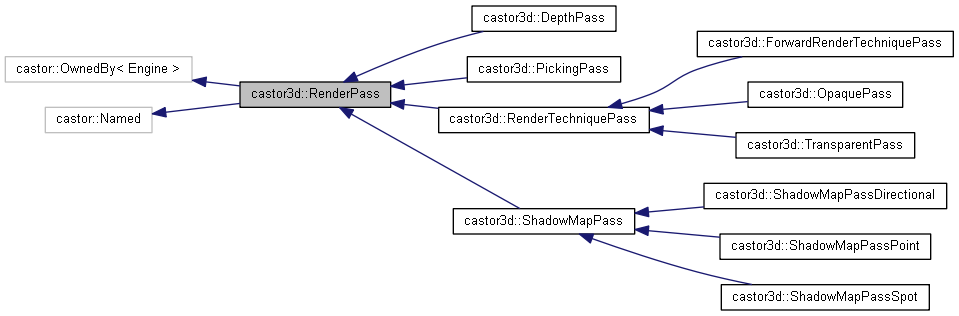 castor3d::DepthPass
castor3d::ForwardRenderTechniquePass
castor::OwnedBy< Engine >
castor3d::PickingPass
castor3d::RenderPass
castor3d::OpaquePass
castor::Named
castor3d::RenderTechniquePass
castor3d::TransparentPass
castor3d::ShadowMapPassDirectional
castor3d::ShadowMapPass
castor3d::ShadowMapPassPoint
castor3d::ShadowMapPassSpot